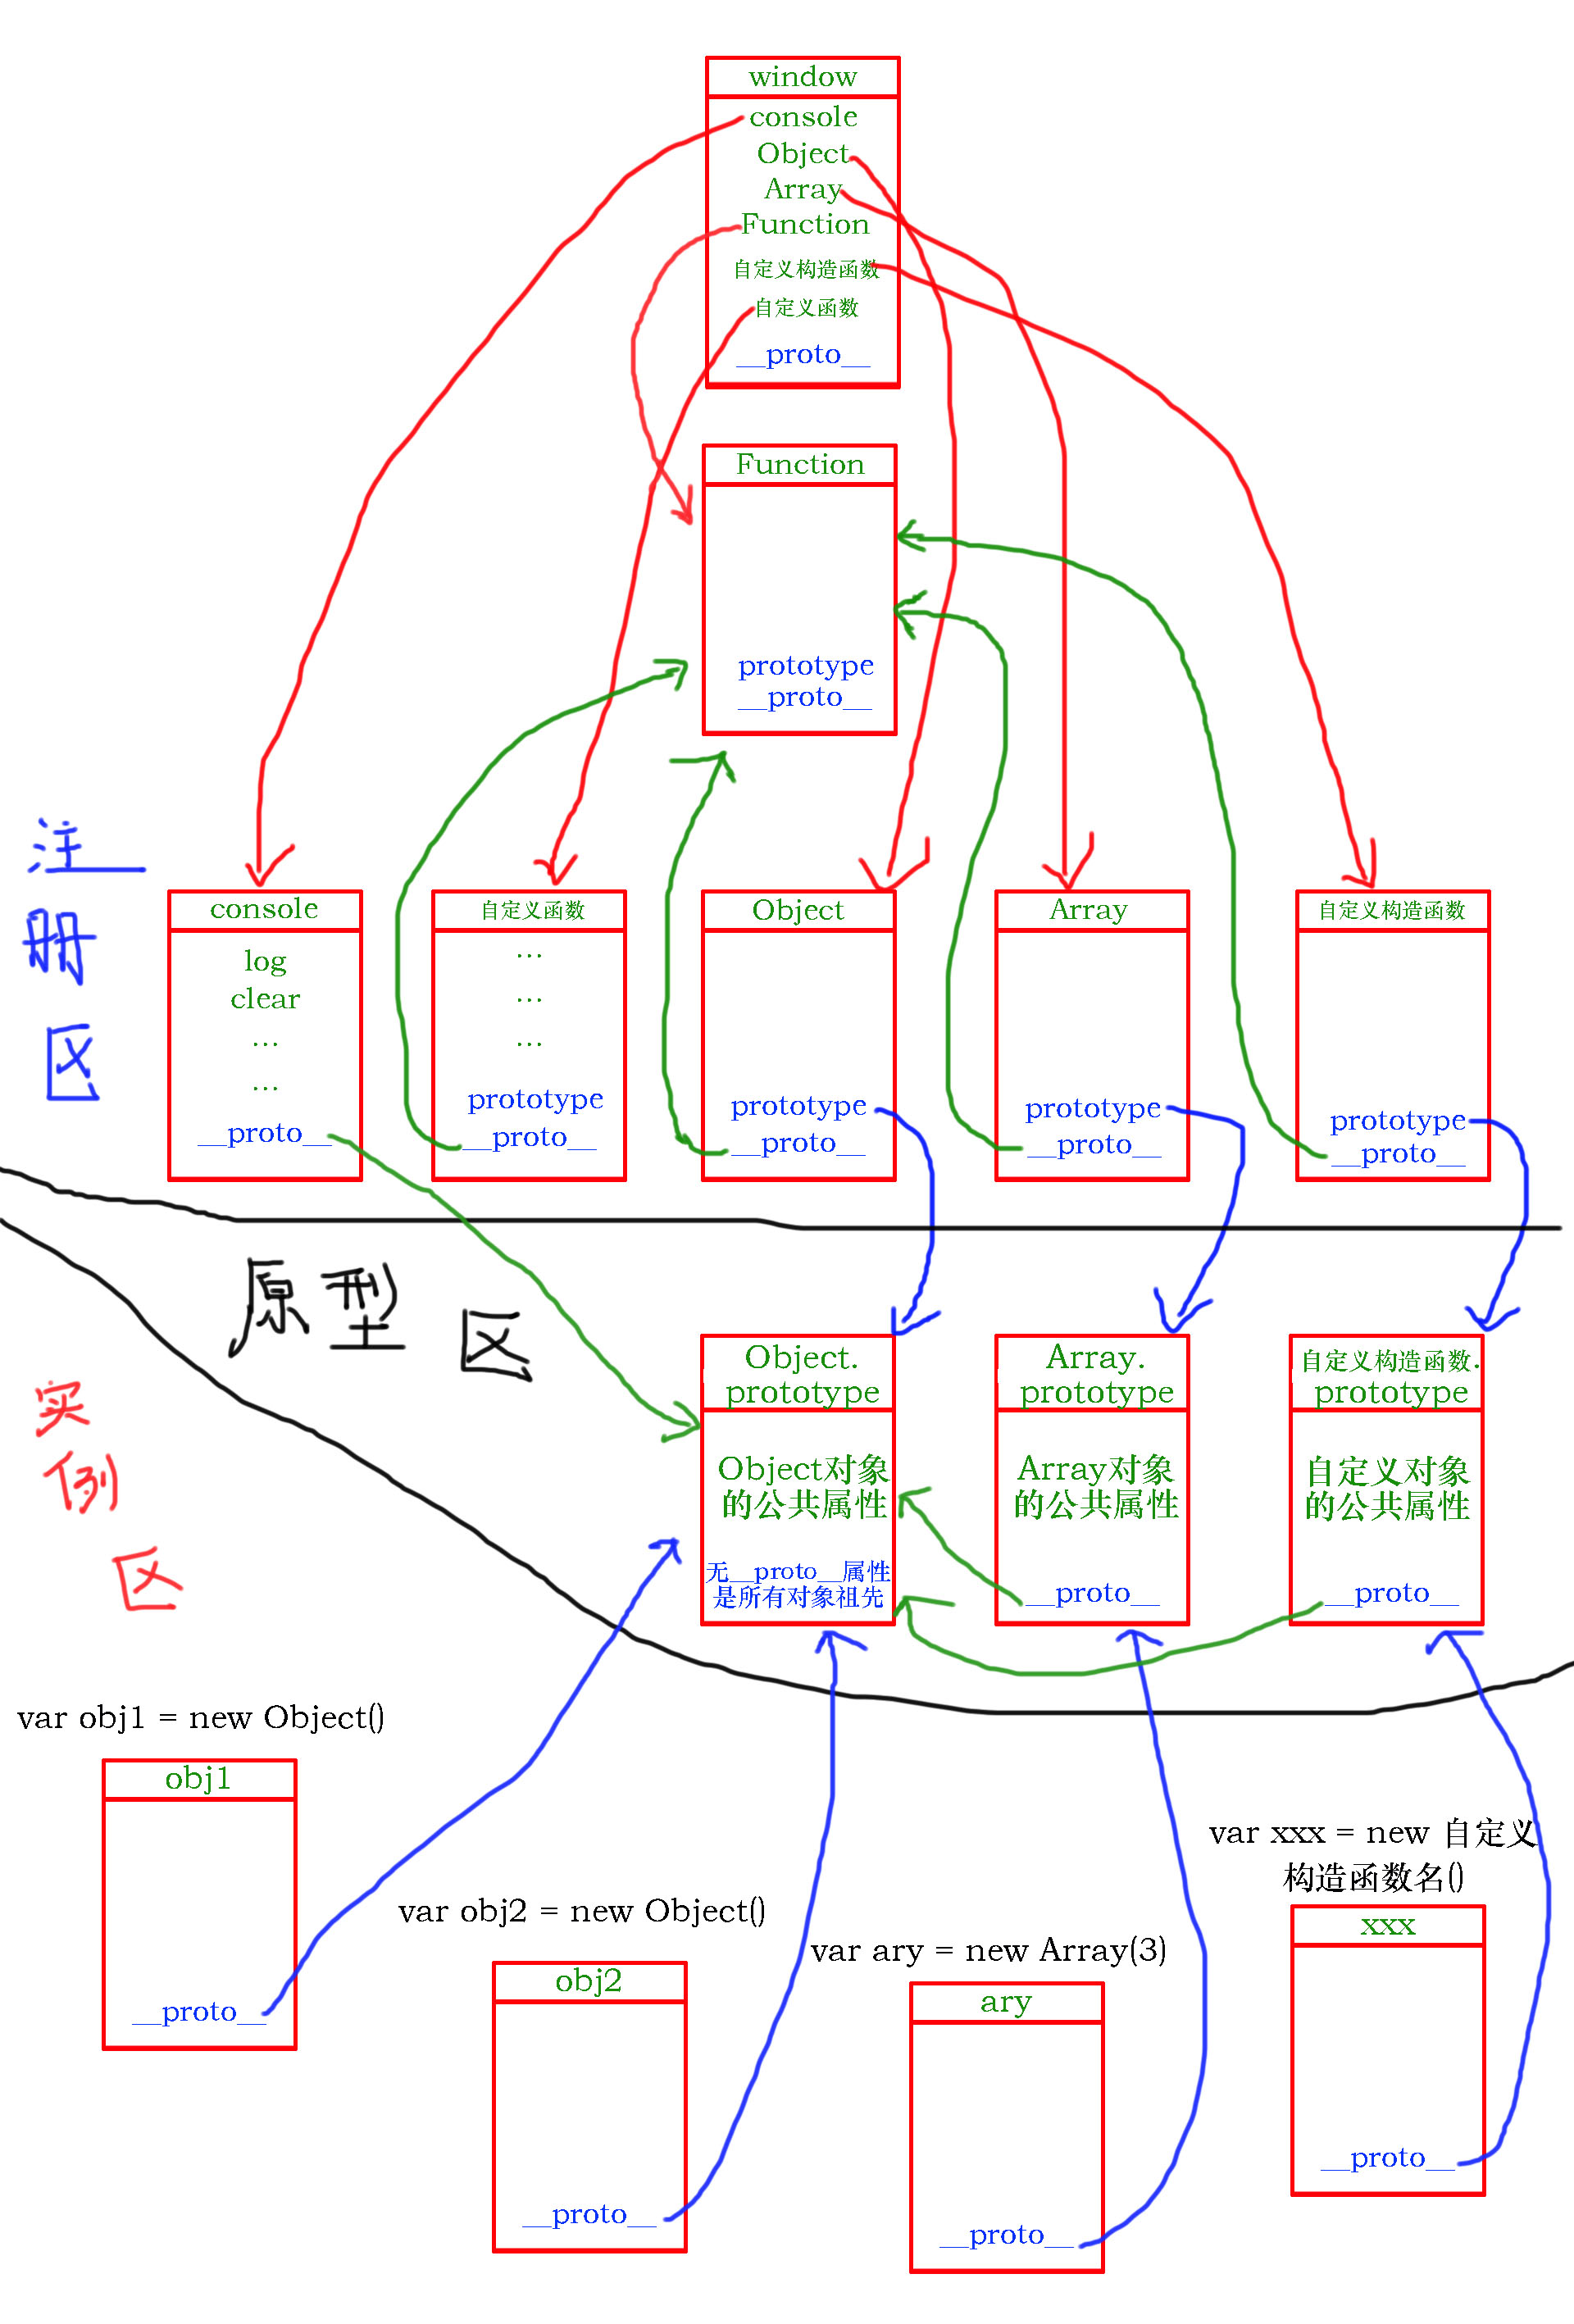 window
console
Object
Array
Function
自定义构造函数
自定义函数
__proto__
Function
prototype
__proto__
注册区
console
log
clear
...
...
__proto__
自定义函数
...
...
...
prototype
__proto__
Object
prototype
__proto__
Array
prototype
__proto__
自定义构造函数
prototype
__proto__
原型区
Object.
prototype
Object对象
的公共属性
无__proto__属性
是所有对象祖先
Array.
prototype
Array对象
的公共属性
__proto__
自定义构造函数.
prototype
自定义对象
的公共属性
__proto__
实例区
var obj1 = new Object()
obj1
__proto__
var obj2 = new Object()
obj2
__proto__
var ary = new Array(3)
ary
__proto__
var xxx = new 自定义
构造函数名()
xxx
__proto__